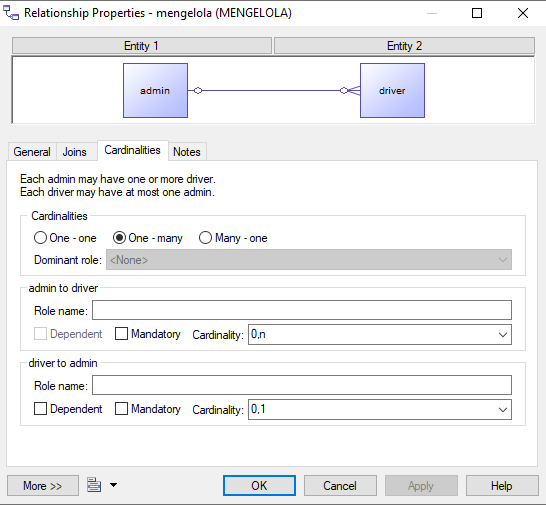 Relationship Properties - mengelola (MENGELOLA)
Entity 1 Entity 2
admin driver
General Joins Cardinalities Notes
Each admin may have one or more driver.
Each driver may have at most one admin.
Cardinalities
One - one One - many Many - one
Dominant role: <None>
admin to driver
Role name:
Dependent Mandatory Cardinality: 0,n
driver to admin
Role name:
Dependent Mandatory Cardinality: 0,1
More >> OK Cancel Apply Help